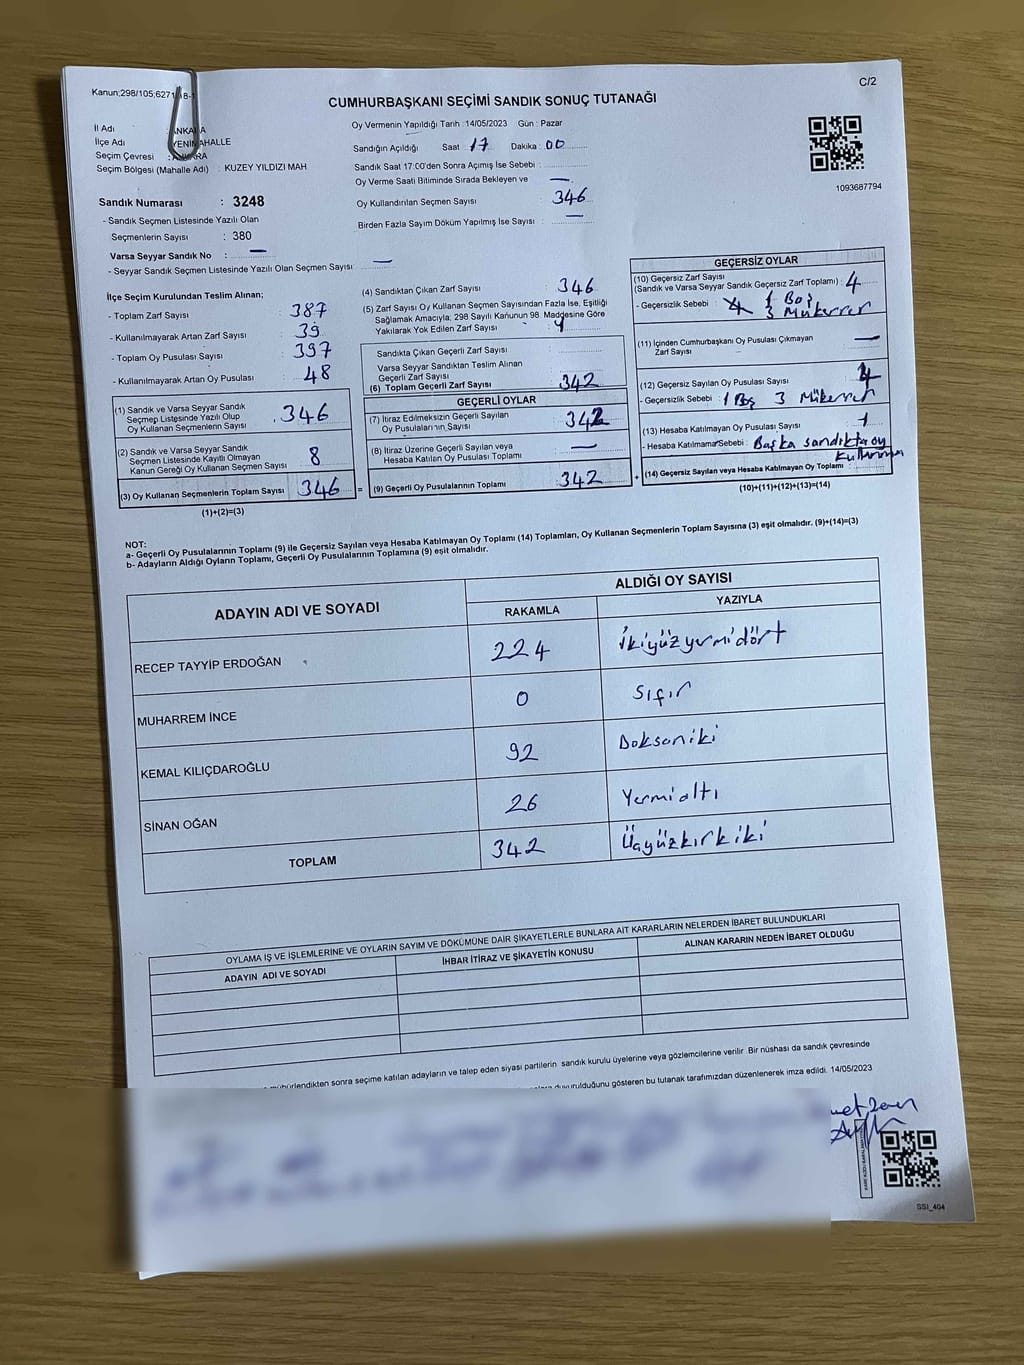 Kanun;298/105;627
8-1
C/2
CUMHURBAŞKANI SEÇİMİ SANDIK SONUÇ TUTANAĞI
İl Adı : ANKARA
İlçe Adı YENİMAHALLE
Seçim Çevresi : ANKARA
Seçim Bölgesi (Mahalle Adı) : KUZEY YILDIZI MAH
Sandık Numarası : 3248
- Sandık Seçmen Listesinde Yazılı Olan
Seçmenlerin Sayısı : 380
Varsa Seyyar Sandık No : —
- Seyyar Sandık Seçmen Listesinde Yazılı Olan Seçmen Sayısı : —
Oy Vermenin Yapıldığı Tarih :14/05/2023 Gün : Pazar
Sandığın Açıldığı Saat 17 Dakika : 00
Sandık Saat 17:00'den Sonra Açımış İse Sebebi :
Oy Verme Saati Bitiminde Sırada Bekleyen ve —
Oy Kullandırılan Seçmen Sayısı 346
Birden Fazla Sayım Döküm Yapılmış İse Sayısı : —
1093687794
İlçe Seçim Kurulundan Teslim Alınan;
- Toplam Zarf Sayısı : 387
- Kullanılmayarak Artan Zarf Sayısı : 39
- Toplam Oy Pusulası Sayısı : 397
- Kullanılmayarak Artan Oy Pusulası : 48
(1) Sandık ve Varsa Seyyar Sandık
Seçmen Listesinde Yazılı Olup
Oy Kullanan Seçmenlerin Sayısı : 346
(2) Sandık ve Varsa Seyyar Sandık
Seçmen Listesinde Kayıtlı Olmayan
Kanun Gereği Oy Kullanan Seçmen Sayısı 8
(3) Oy Kullanan Seçmenlerin Toplam Sayısı 346 =
(1)+(2)=(3)
(4) Sandıktan Çıkan Zarf Sayısı : 346
(5) Zarf Sayısı Oy Kullanan Seçmen Sayısından Fazla İse, Eşitliği
Sağlamak Amacıyla; 298 Sayılı Kanunun 98. Maddesine Göre
Yakılarak Yok Edilen Zarf Sayısı :
Sandıkta Çıkan Geçerli Zarf Sayısı :
Varsa Seyyar Sandıktan Teslim Alınan
Geçerli Zarf Sayısı :
(6) Toplam Geçerli Zarf Sayısı 342
GEÇERLİ OYLAR
(7) İtiraz Edilmeksizin Geçerli Sayılan
Oy Pusulalarının Sayısı : 342
(8) İtiraz Üzerine Geçerli Sayılan veya
Hesaba Katılan Oy Pusulası Toplamı : —
(9) Geçerli Oy Pusulalarının Toplamı : 342 +
GEÇERSİZ OYLAR
(10) Geçersiz Zarf Sayısı
(Sandık ve Varsa Seyyar Sandık Geçersiz Zarf Toplamı) : 4
- Geçersizlik Sebebi : 1 Boş
3 Mükerrer
(11) İçinden Cumhurbaşkanı Oy Pusulası Çıkmayan
Zarf Sayısı —
(12) Geçersiz Sayılan Oy Pusulası Sayısı : 4
- Geçersizlik Sebebi : 1 Boş 3 Mükerrer
(13) Hesaba Katılmayan Oy Pusulası Sayısı : 1
- Hesaba Katılmama Sebebi : Başka sandıkta oy
kullanma
(14) Geçersiz Sayılan veya Hesaba Katılmayan Oy Toplamı :
(10)+(11)+(12)+(13)=(14)
NOT:
a- Geçerli Oy Pusulalarının Toplamı (9) ile Geçersiz Sayılan veya Hesaba Katılmayan Oy Toplamı (14) Toplamları, Oy Kullanan Seçmenlerin Toplam Sayısına (3) eşit olmalıdır. (9)+(14)=(3)
b- Adayların Aldığı Oyların Toplamı, Geçerli Oy Pusulalarının Toplamına (9) eşit olmalıdır.
ADAYIN ADI VE SOYADI ALDIĞI OY SAYISI
RAKAMLA YAZIYLA
RECEP TAYYİP ERDOĞAN 224 İkiyüzyirmidört
MUHARREM İNCE 0 Sıfır
KEMAL KILIÇDAROĞLU 92 Doksaniki
SİNAN OĞAN 26 Yermialtı
TOPLAM 342 Üçyüzkırkiki
OYLAMA İŞ VE İŞLEMLERİNE VE OYLARIN SAYIM VE DÖKÜMÜNE DAİR ŞİKAYETLERLE BUNLARA AİT KARARLARIN NELERDEN İBARET BULUNDUKLARI
ADAYIN ADI VE SOYADI İHBAR İTİRAZ VE ŞİKAYETİN KONUSU ALINAN KARARIN NEDEN İBARET OLDUĞU
mühürlendikten sonra seçime katılan adayların ve talep eden siyasi partilerin sandık kurulu üyelerine veya gözlemcilerine verilir Bir nüshası da sandık çevresinde
duyurulduğunu gösteren bu tutanak tarafımızdan düzenlenerek imza edildi. 14/05/2023
SSI_404